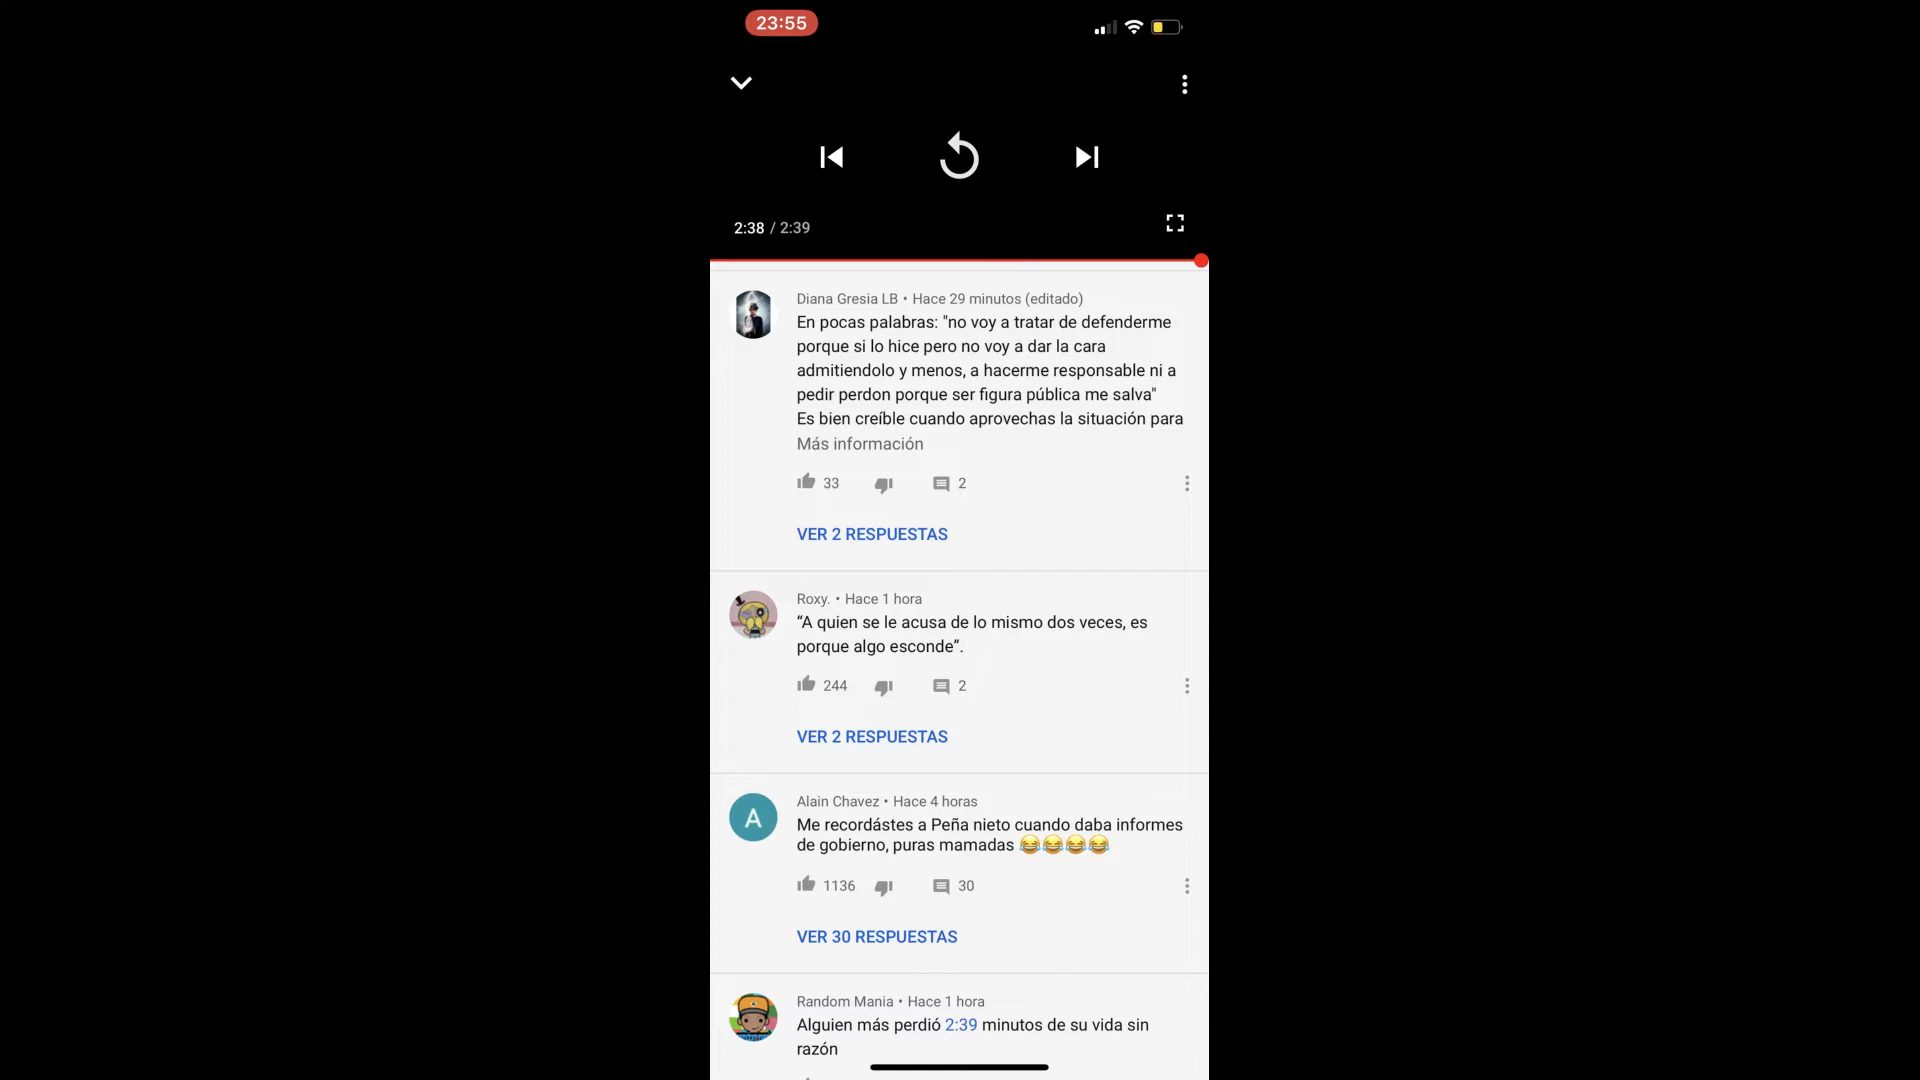 23:55
2:38 / 2:39
Diana Gresia LB • Hace 29 minutos (editado)
En pocas palabras: "no voy a tratar de defenderme
porque si lo hice pero no voy a dar la cara
admitiendolo y menos, a hacerme responsable ni a
pedir perdon porque ser figura pública me salva"
Es bien creíble cuando aprovechas la situación para
Más información
33 2
VER 2 RESPUESTAS
Roxy. • Hace 1 hora
“A quien se le acusa de lo mismo dos veces, es
porque algo esconde”.
244 2
VER 2 RESPUESTAS
A
Alain Chavez • Hace 4 horas
Me recordástes a Peña nieto cuando daba informes
de gobierno, puras mamadas 😂😂😂😂
1136 30
VER 30 RESPUESTAS
Random Mania • Hace 1 hora
Alguien más perdió 2:39 minutos de su vida sin
razón